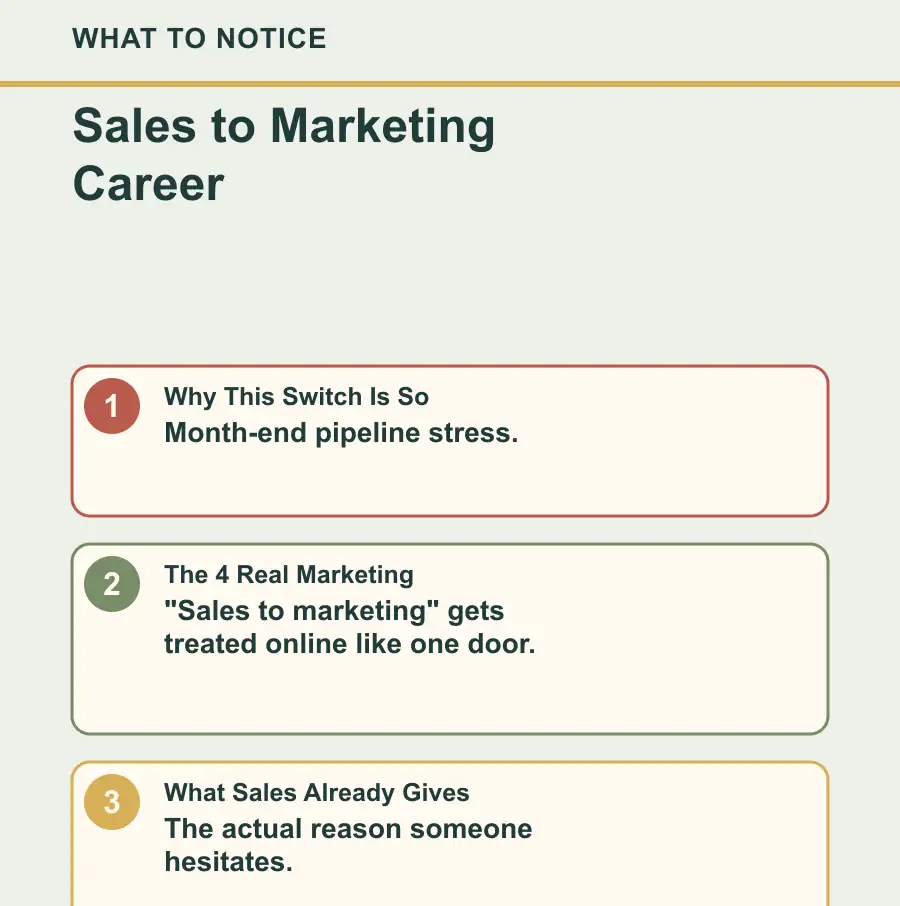 WHAT TO NOTICE
Sales to Marketing
Career
1
Why This Switch Is So
Month-end pipeline stress.
2
The 4 Real Marketing
"Sales to marketing" gets
treated online like one door.
3
What Sales Already Gives
The actual reason someone
hesitates.